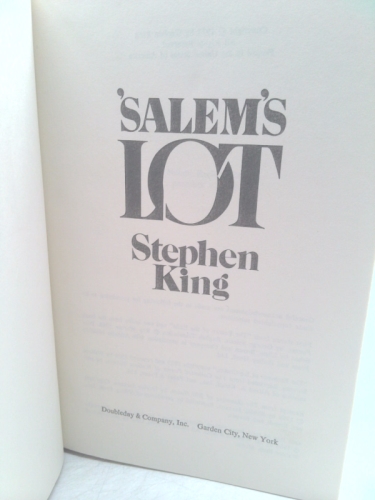 'SALEM'S
LOT
Stephen
King
Doubleday & Company, Inc. Garden City, New York